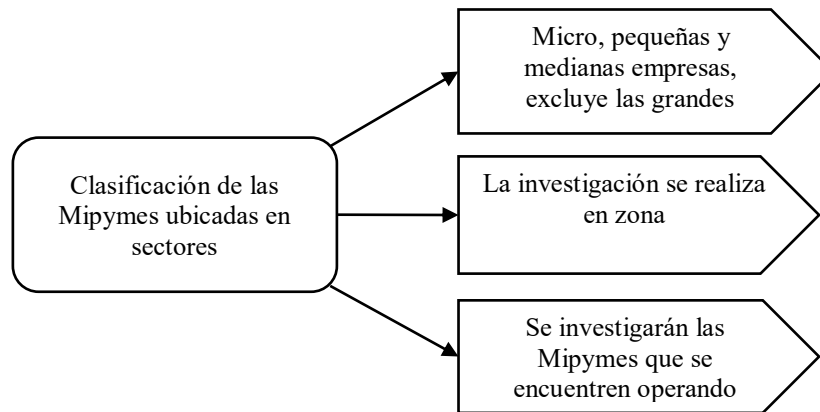 Micro, pequeñas y
medianas empresas,
excluye las grandes
Clasificación de las
Mipymes ubicadas en
sectores
La investigación se realiza
en zona
Se investigarán las
Mipymes que se
encuentren operando